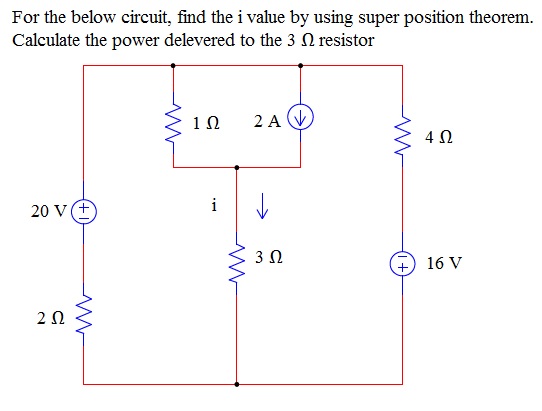 For the below circuit, find the i value by using super position theorem.
Calculate the power delevered to the 3 Ω resistor
1 Ω
2 A
4 Ω
20 V
+
−
i
3 Ω
−
+
16 V
2 Ω